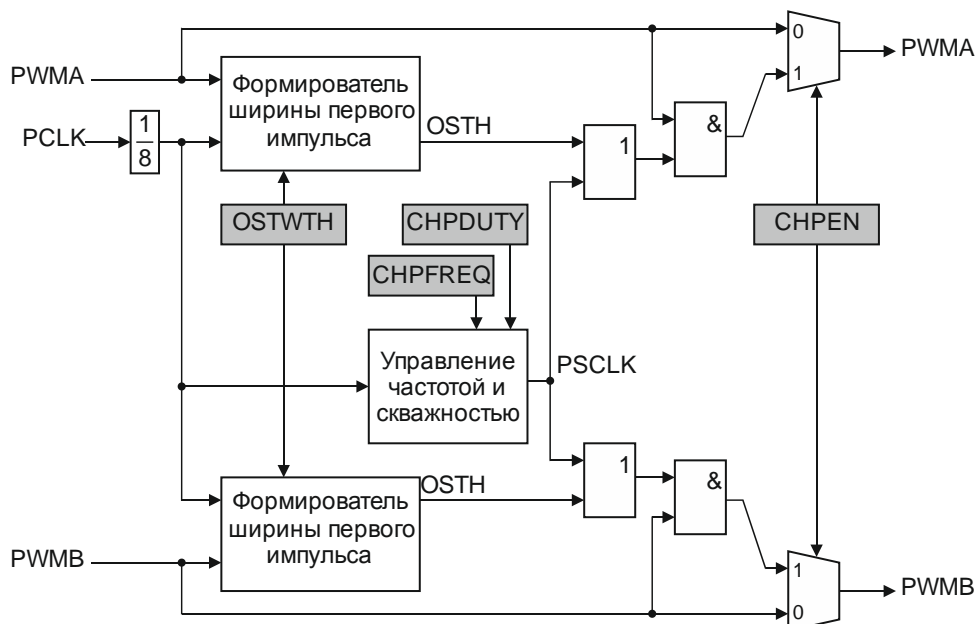 0
PWMA
PWMA
1
Формирователь
ширины первого
импульса
&
OSTH
PCLK
1
8
1
OSTWTH
CHPDUTY
CHPEN
CHPFREQ
Управление
частотой и
скважностью
PSCLK
1
&
OSTH
Формирователь
ширины первого
импульса
PWMB
1
PWMB
0